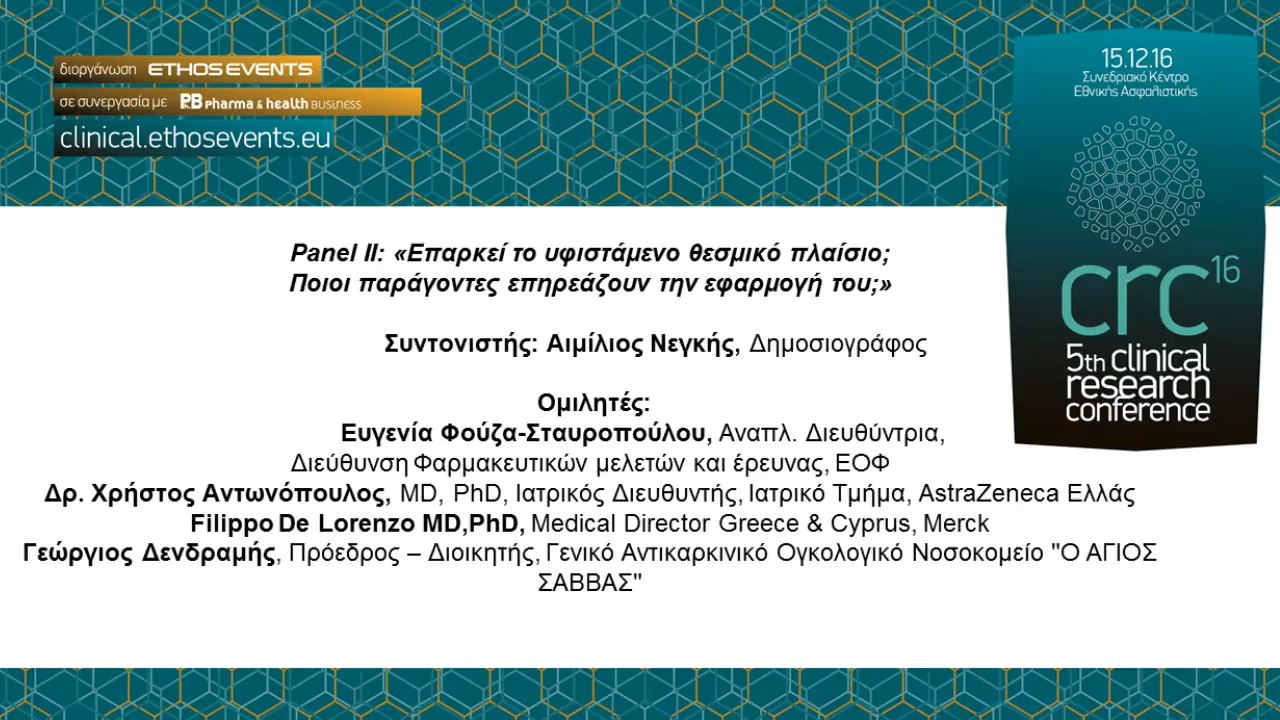 διοργάνωση ETHOS EVENTS
σε συνεργασία με PHB Pharma & health BUSINESS
clinical.ethosevents.eu
15.12.16
Συνεδριακό Κέντρο
Εθνικής Ασφαλιστικής
crc16
5th clinical
research
conference
Panel II: «Επαρκεί το υφιστάμενο θεσμικό πλαίσιο;
Ποιοι παράγοντες επηρεάζουν την εφαρμογή του;»
Συντονιστής: Αιμίλιος Νεγκής, Δημοσιογράφος
Ομιλητές:
Ευγενία Φούζα-Σταυροπούλου, Αναπλ. Διευθύντρια,
Διεύθυνση Φαρμακευτικών μελετών και έρευνας, ΕΟΦ
Δρ. Χρήστος Αντωνόπουλος, MD, PhD, Ιατρικός Διευθυντής, Ιατρικό Τμήμα, AstraZeneca Ελλάς
Filippo De Lorenzo MD,PhD, Medical Director Greece & Cyprus, Merck
Γεώργιος Δενδραμής, Πρόεδρος – Διοικητής, Γενικό Αντικαρκινικό Ογκολογικό Νοσοκομείο "Ο ΑΓΙΟΣ
ΣΑΒΒΑΣ"